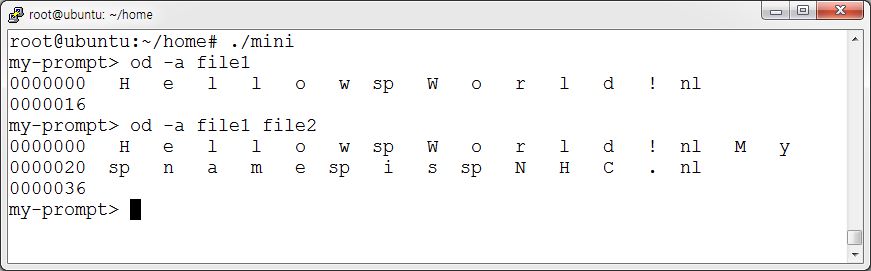 root@ubuntu: ~/home
root@ubuntu:~/home# ./mini
my-prompt> od -a file1
0000000   H   e   l   l   o   w  sp   W   o   r   l   d   !  nl
0000016
my-prompt> od -a file1 file2
0000000   H   e   l   l   o   w  sp   W   o   r   l   d   !  nl   M   y
0000020  sp   n   a   m   e  sp   i   s  sp   N   H   C   .  nl
0000036
my-prompt>